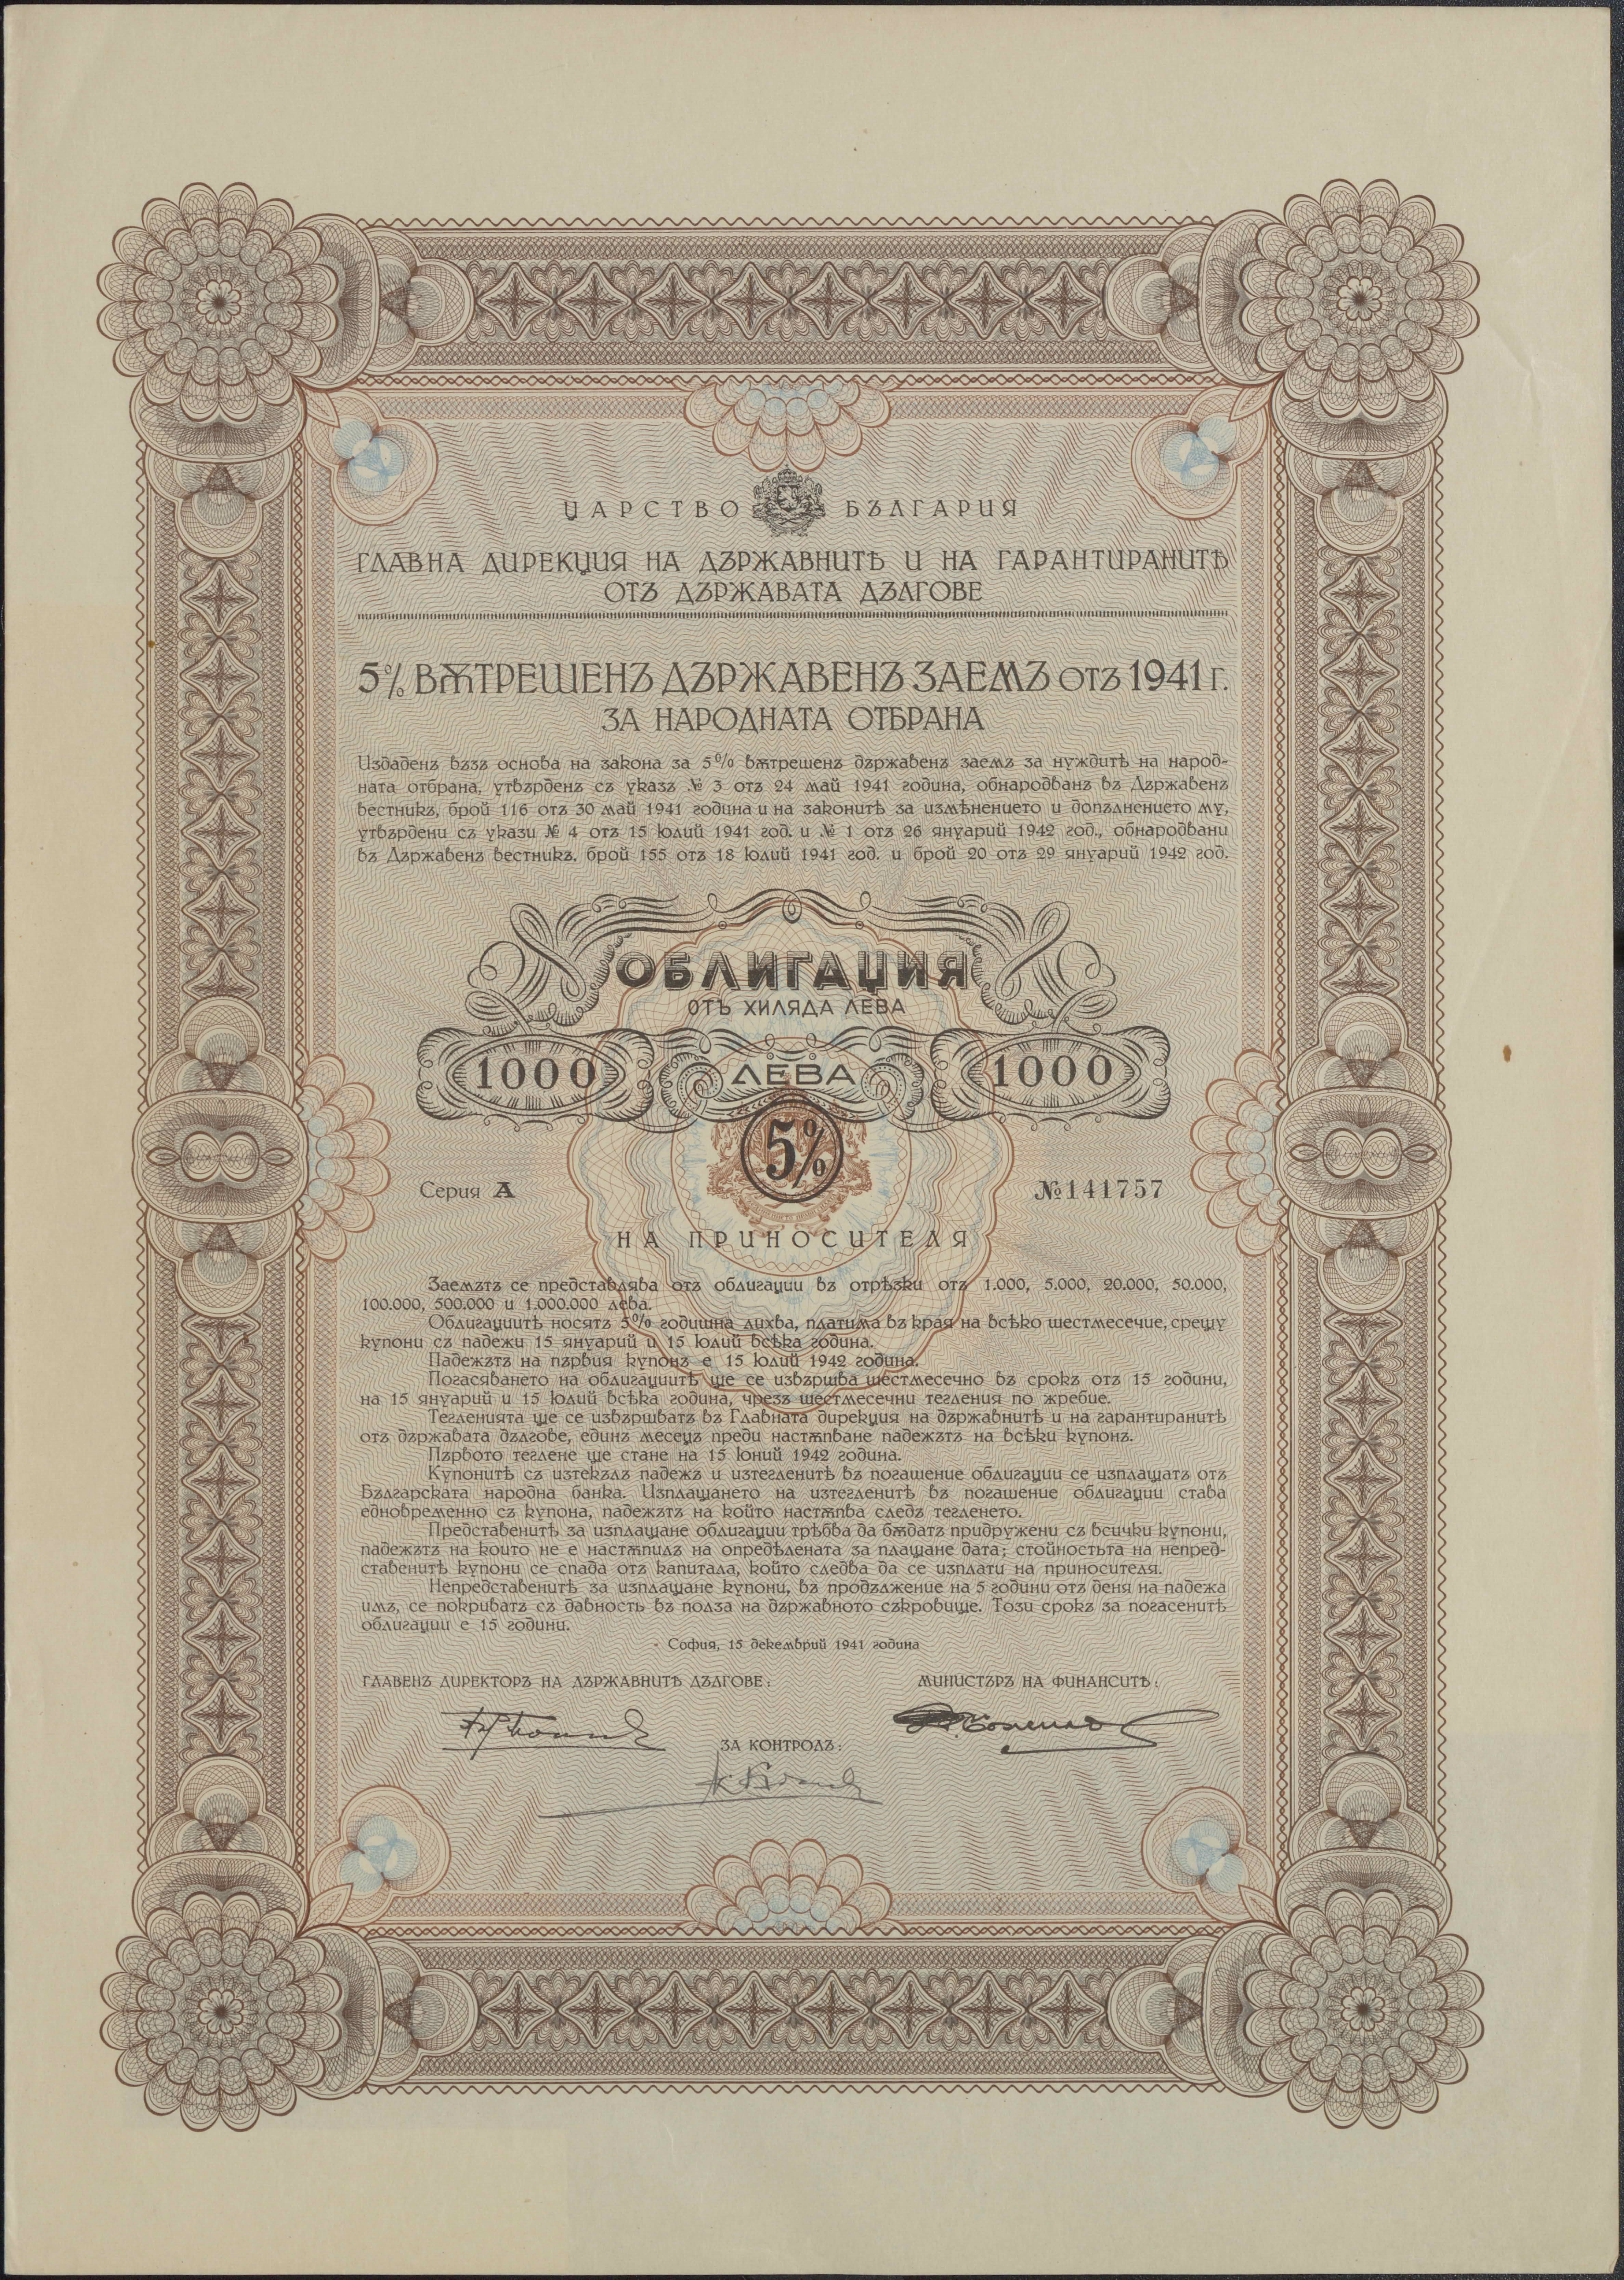 ЦАРСТВО БЪЛГАРИЯ
ГЛАВНА ДИРЕКЦИЯ НА ДЪРЖАВНИТѢ И НА ГАРАНТИРАНИТѢ
ОТЪ ДЪРЖАВАТА ДЪЛГОВЕ
5% ВѪТРЕШЕНЪ ДЪРЖАВЕНЪ ЗАЕМЪ отъ 1941 г.
ЗА НАРОДНАТА ОТБРАНА
Издаденъ възъ основа на закона за 5% вѫтрешенъ държавенъ заемъ за нуждитѣ на народ-
ната отбрана, утвърденъ съ указъ № 3 отъ 24 май 1941 година, обнародванъ въ Държавенъ
вестникъ, брой 116 отъ 30 май 1941 година и на законитѣ за измѣнението и допълнението му,
утвърдени съ укази № 4 отъ 15 юлий 1941 год. и № 1 отъ 26 януарий 1942 год., обнародвани
въ Държавенъ вестникъ, брой 155 отъ 18 юлий 1941 год. и брой 20 отъ 29 януарий 1942 год.
ОБЛИГАЦИЯ
ОТЪ ХИЛЯДА ЛЕВА
1000 ЛЕВА 1000
5%
Серия А №141757
НА ПРИНОСИТЕЛЯ
Заемътъ се представлява отъ облигации въ отрѣзки отъ 1.000, 5.000, 20.000, 50.000,
100.000, 500.000 и 1.000.000 лева.
Облигациитѣ носятъ 5% годишна лихва, платима въ края на всѣко шестмесечие, срещу
купони съ падежи 15 януарий и 15 юлий всѣка година.
Падежътъ на първия купонъ е 15 юлий 1942 година.
Погасяването на облигациитѣ ще се извършва шестмесечно въ срокъ отъ 15 години,
на 15 януарий и 15 юлий всѣка година, чрезъ шестмесечни тегления по жребие.
Тегленията ще се извършватъ въ Главната дирекция на държавнитѣ и на гарантиранитѣ
отъ държавата дългове, единъ месецъ преди настѫпване падежътъ на всѣки купонъ.
Първото теглене ще стане на 15 юний 1942 година.
Купонитѣ съ изтекълъ падежъ и изтегленитѣ въ погашение облигации се изплащатъ отъ
Българската народна банка. Изплащането на изтегленитѣ въ погашение облигации става
едновременно съ купона, падежътъ на който настѫпва следъ тегленето.
Представенитѣ за изплащане облигации трѣбва да бѫдатъ придружени съ всички купони,
падежътъ на които не е настѫпилъ на опредѣлената за плащане дата; стойностьта на непред-
ставенитѣ купони се спада отъ капитала, който следва да се изплати на приносителя.
Непредставенитѣ за изплащане купони, въ продължение на 5 години отъ деня на падежа
имъ, се покриватъ съ давность въ полза на държавното съкровище. Този срокъ за погасенитѣ
облигации е 15 години.
София, 15 декемврий 1941 година
ГЛАВЕНЪ ДИРЕКТОРЪ НА ДЪРЖАВНИТѢ ДЪЛГОВЕ: МИНИСТЪРЪ НА ФИНАНСИТѢ:
ЗА КОНТРОЛЪ: